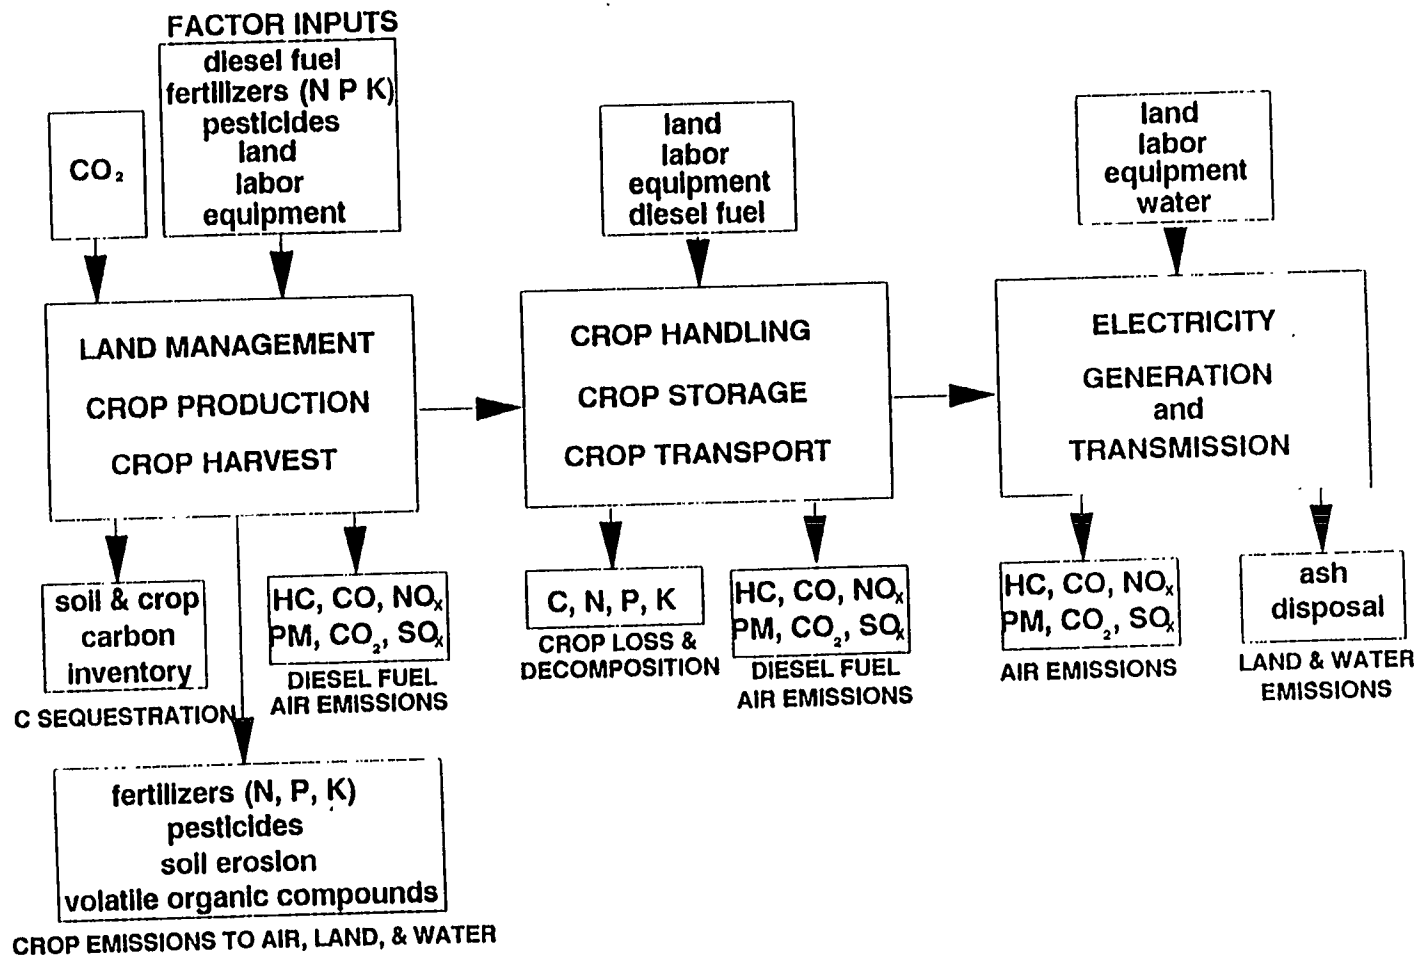 FACTOR INPUTS
diesel fuel
fertilizers (N P K)
pesticides
land
labor
equipment
CO₂
land
labor
equipment
diesel fuel
land
labor
equipment
water
LAND MANAGEMENT
CROP PRODUCTION
CROP HARVEST
CROP HANDLING
CROP STORAGE
CROP TRANSPORT
ELECTRICITY
GENERATION
and
TRANSMISSION
soil & crop
carbon
inventory
C SEQUESTRATION
HC, CO, NOₓ
PM, CO₂, SOₓ
DIESEL FUEL
AIR EMISSIONS
C, N, P, K
CROP LOSS &
DECOMPOSITION
HC, CO, NOₓ
PM, CO₂, SOₓ
DIESEL FUEL
AIR EMISSIONS
HC, CO, NOₓ
PM, CO₂, SOₓ
AIR EMISSIONS
ash
disposal
LAND & WATER
EMISSIONS
fertilizers (N, P, K)
pesticides
soil erosion
volatile organic compounds
CROP EMISSIONS TO AIR, LAND, & WATER